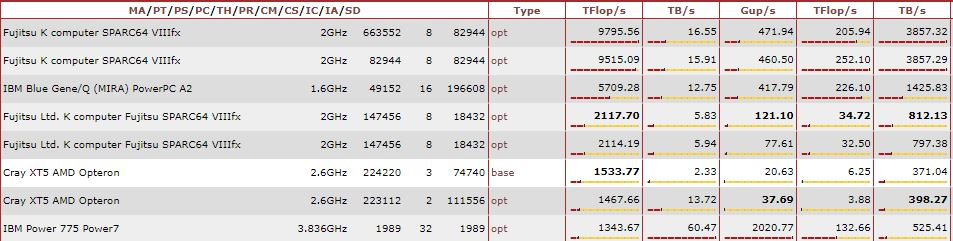 MA/PT/PS/PC/TH/PR/CM/CS/IC/IA/SD Type TFlop/s TB/s Gup/s TFlop/s TB/s
Fujitsu K computer SPARC64 VIIIfx 2GHz 663552 8 82944 opt 9795.56 16.55 471.94 205.94 3857.32
Fujitsu K computer SPARC64 VIIIfx 2GHz 82944 8 82944 opt 9515.09 15.91 460.50 252.10 3857.29
IBM Blue Gene/Q (MIRA) PowerPC A2 1.6GHz 49152 16 196608 opt 5709.28 12.75 417.79 226.10 1425.83
Fujitsu Ltd. K computer Fujitsu SPARC64 VIIIfx 2GHz 147456 8 18432 opt 2117.70 5.83 121.10 34.72 812.13
Fujitsu Ltd. K computer Fujitsu SPARC64 VIIIfx 2GHz 147456 8 18432 opt 2114.19 5.94 77.61 32.50 797.38
Cray XT5 AMD Opteron 2.6GHz 224220 3 74740 base 1533.77 2.33 20.63 6.25 371.04
Cray XT5 AMD Opteron 2.6GHz 223112 2 111556 opt 1467.66 13.72 37.69 3.88 398.27
IBM Power 775 Power7 3.836GHz 1989 32 1989 opt 1343.67 60.47 2020.77 132.66 525.41